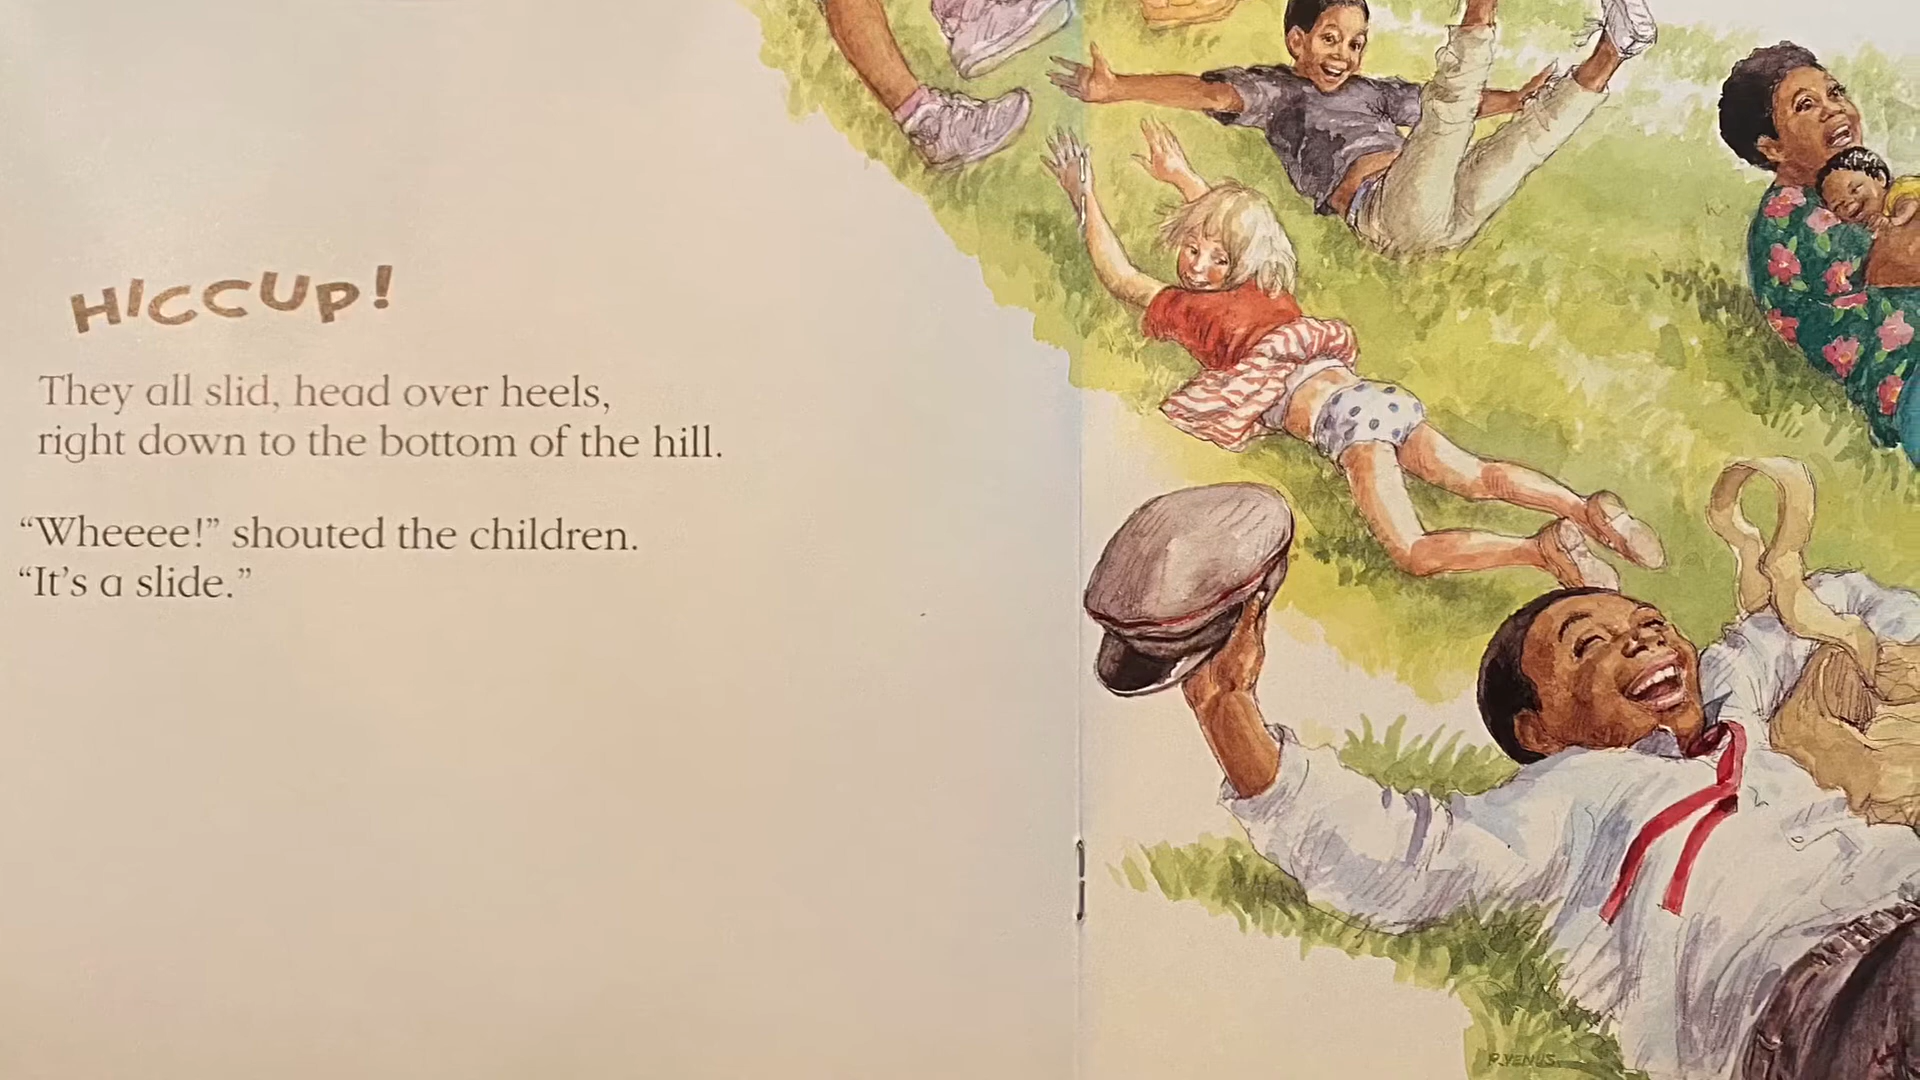 HICCUP!
They all slid, head over heels,
right down to the bottom of the hill.
“Wheeee!” shouted the children.
“It’s a slide.”
P. VENUS